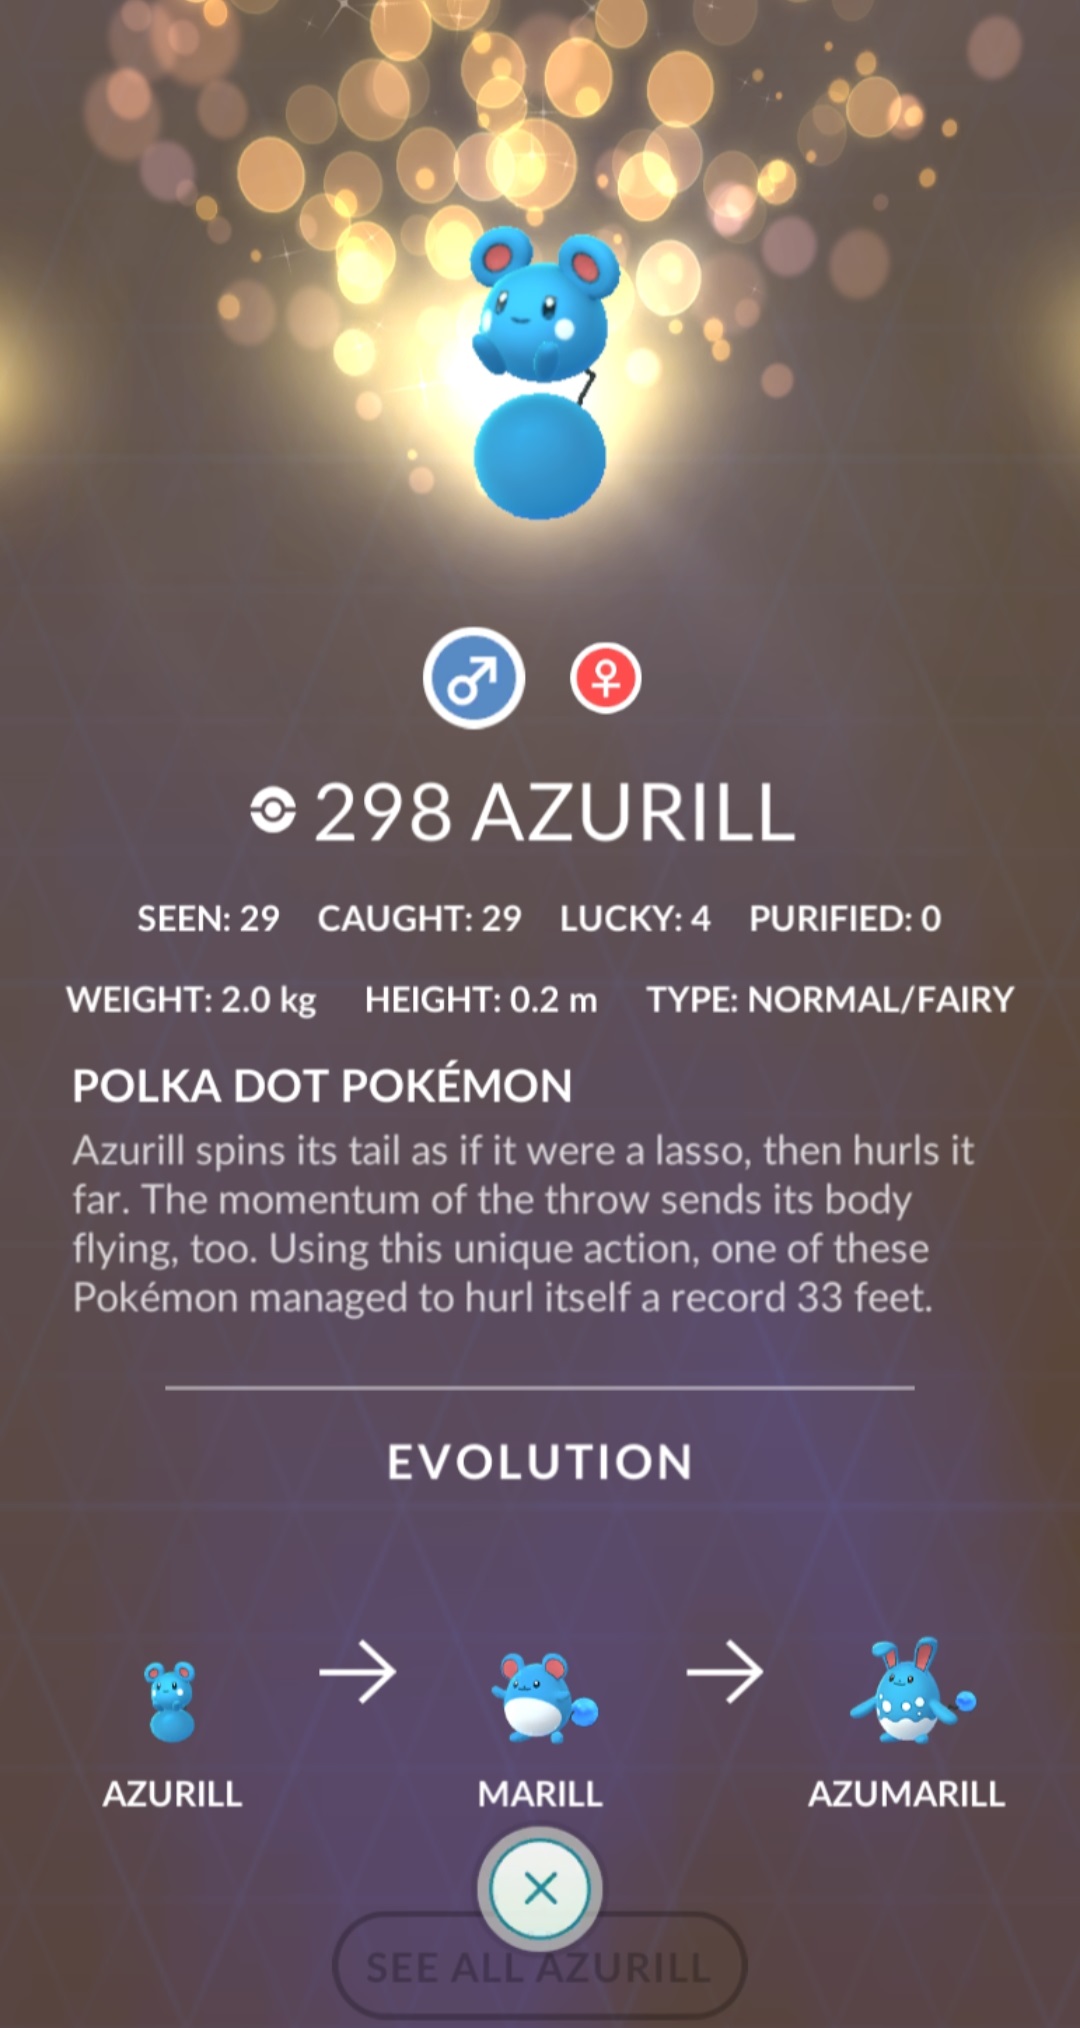 298 AZURILL
SEEN: 29 CAUGHT: 29 LUCKY: 4 PURIFIED: 0
WEIGHT: 2.0 kg HEIGHT: 0.2 m TYPE: NORMAL/FAIRY
POLKA DOT POKÉMON
Azurill spins its tail as if it were a lasso, then hurls it
far. The momentum of the throw sends its body
flying, too. Using this unique action, one of these
Pokémon managed to hurl itself a record 33 feet.
EVOLUTION
AZURILL MARILL AZUMARILL
SEE ALL AZURILL